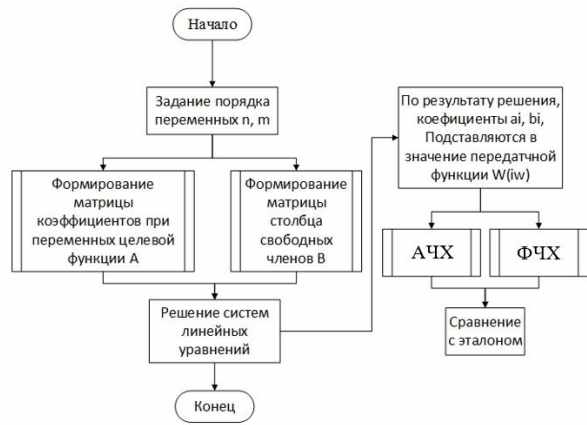 Начало
Задание порядка
переменных n, m
Формирование
матрицы
коэффициентов при
переменных целевой
функции А
Формирование
матрицы
столбца
свободных
членов В
Решение систем
линейных
уравнений
Конец
По результату решения,
коефициенты ai, bi,
Подставляются в
значение передатчной
функции W(iw)
АЧХ
ФЧХ
Сравнение
с эталоном